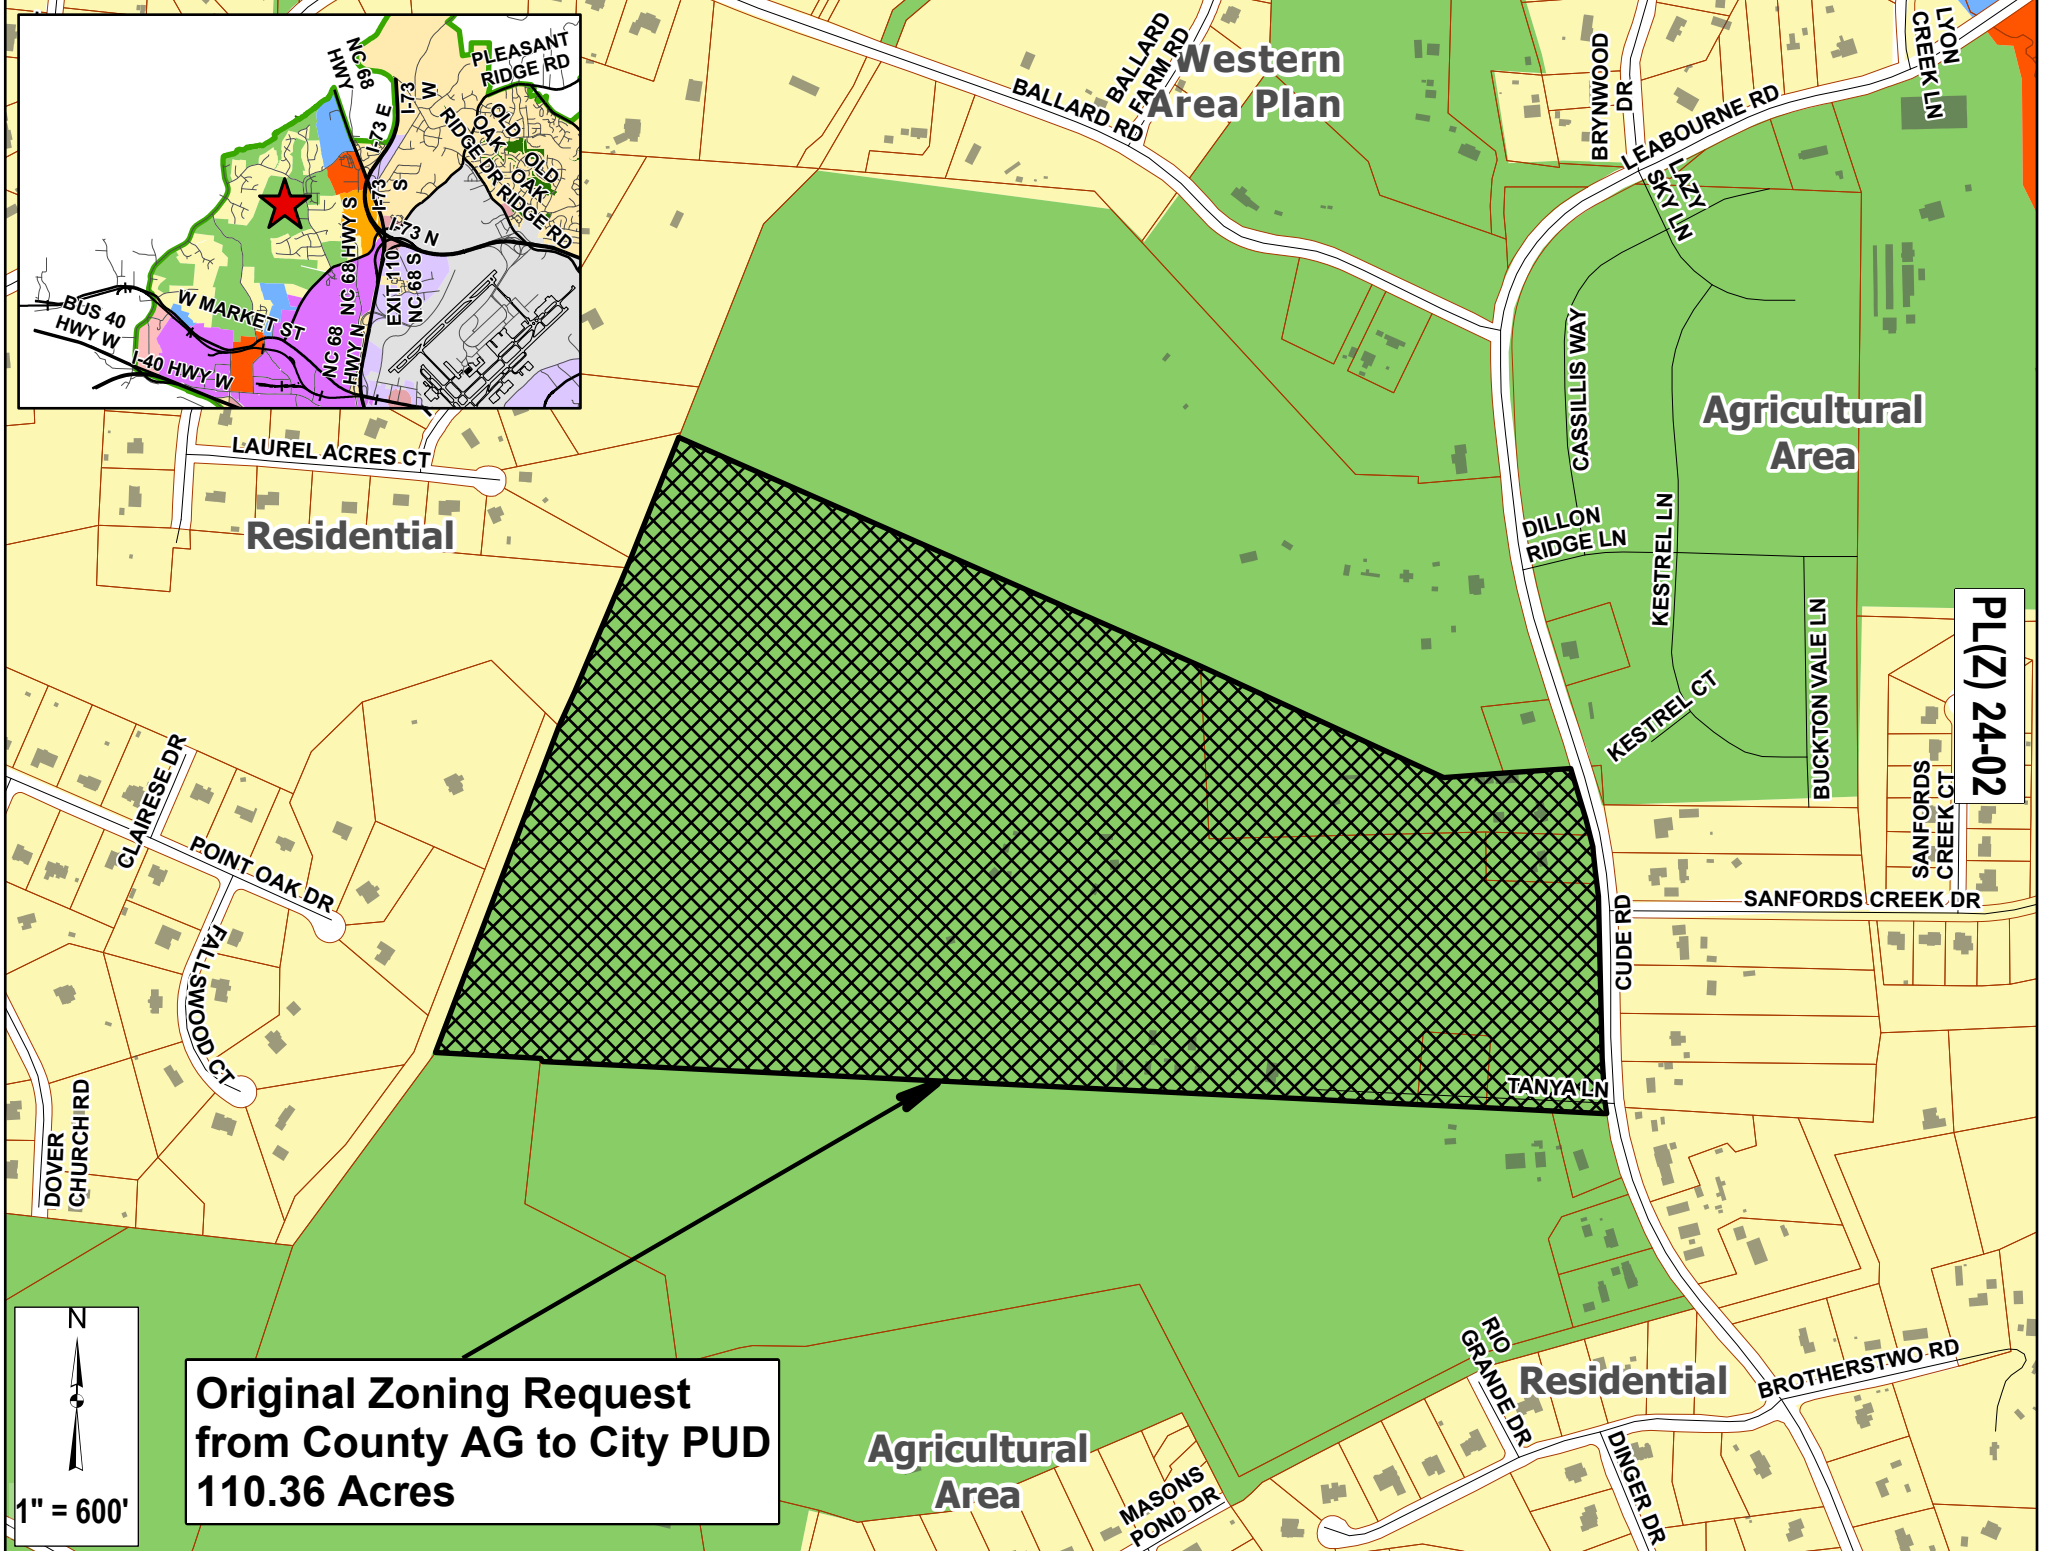 NC 68
HWY
PLEASANT
RIDGE RD
I-73
W
I-73 E
OLD
OAK
RIDGE DR
OLD
OAK
RIDGE RD
I-73
S
I-73 N
NC 68 HWY S
EXIT 110
NC 68 S
W MARKET ST
BUS 40
HWY W
I-40 HWY W
NC 68
HWY N
BALLARD
FARM RD
Western
Area Plan
BALLARD RD
BRYNWOOD
DR
LYON
CREEK LN
LEABOURNE RD
LAZY
SKY LN
CASSILLIS WAY
Agricultural
Area
LAUREL ACRES CT
Residential
DILLON
RIDGE LN
KESTREL LN
KESTREL CT
BUCKTON VALE LN
PL(Z) 24-02
SANFORDS
CREEK CT
CLAIRESE DR
POINT OAK DR
FALLSWOOD CT
SANFORDS CREEK DR
CUDE RD
TANYA LN
DOVER
CHURCH RD
N
1" = 600'
Original Zoning Request
from County AG to City PUD
110.36 Acres
Agricultural
Area
RIO
GRANDE DR
Residential
BROTHERSTWO RD
MASONS
POND DR
DINGER DR